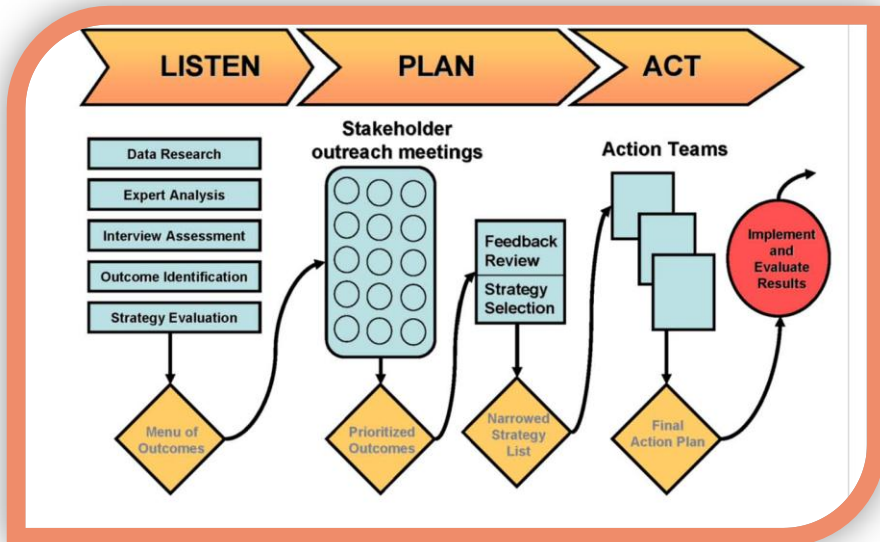 LISTEN
PLAN
ACT
Data Research
Expert Analysis
Interview Assessment
Outcome Identification
Strategy Evaluation
Menu of
Outcomes
Stakeholder
outreach meetings
Prioritized
Outcomes
Feedback
Review
Strategy
Selection
Narrowed
Strategy
List
Action Teams
Final
Action Plan
Implement
and
Evaluate
Results